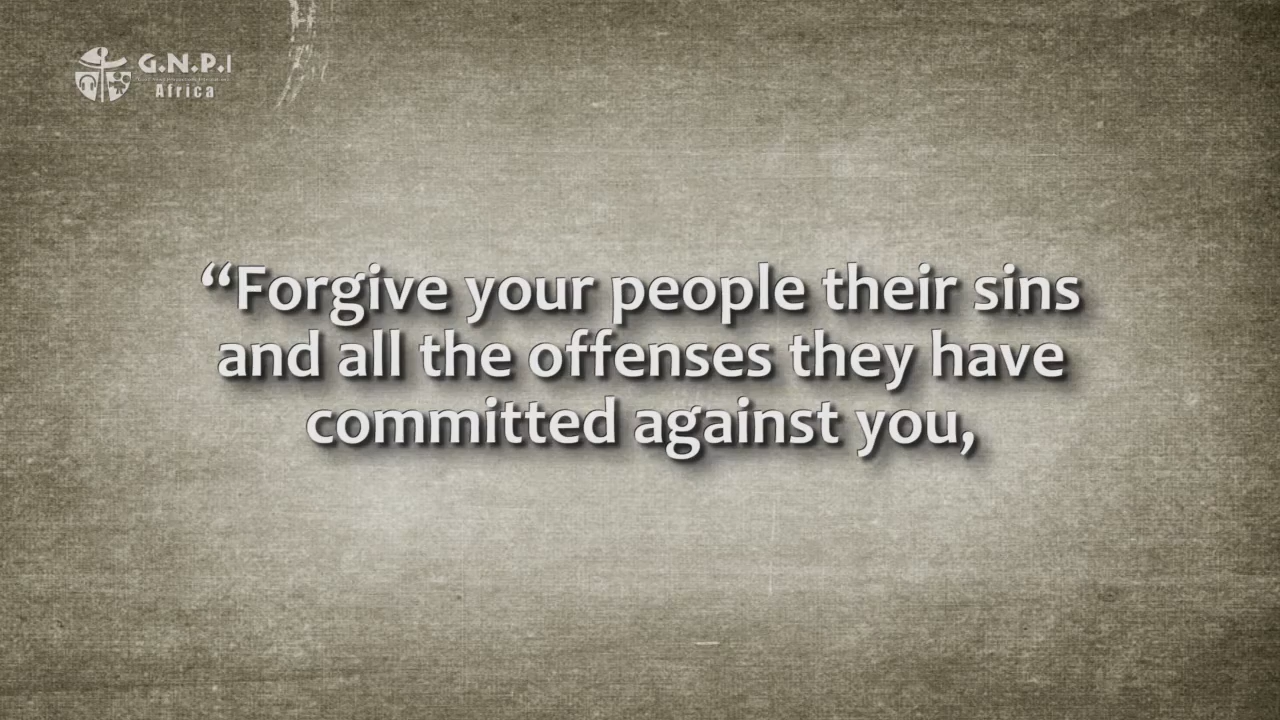 G.N.P.I
Africa
“Forgive your people their sins
and all the offenses they have
committed against you,